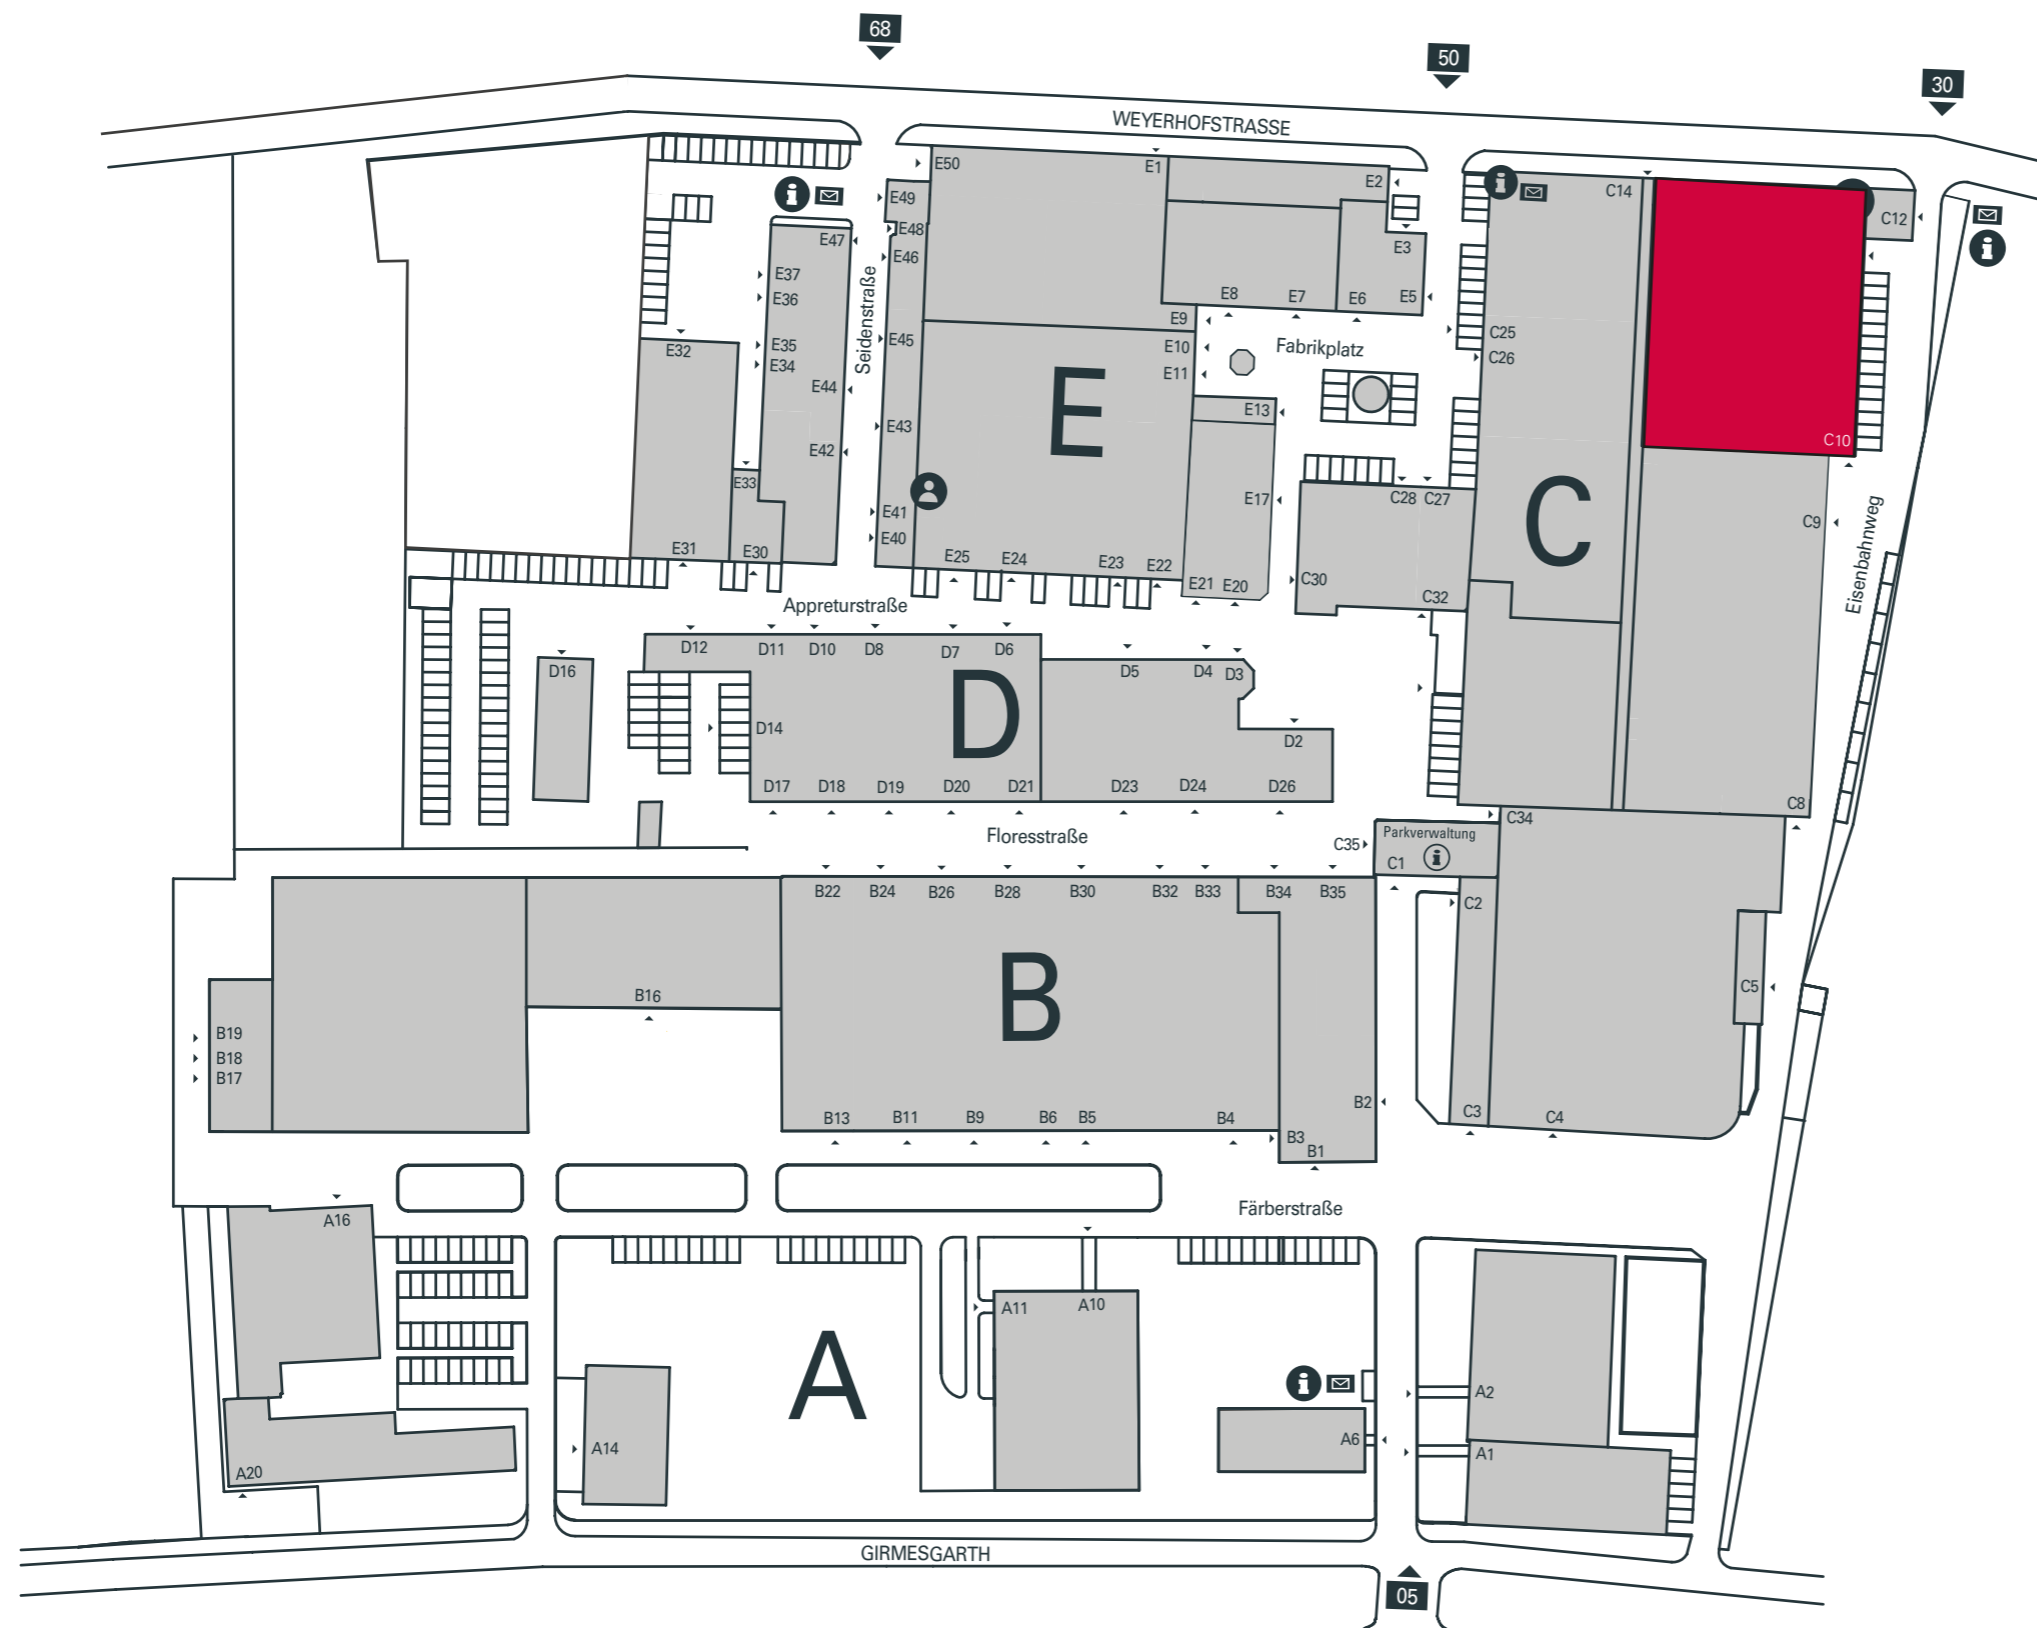 68
50
30
WEYERHOFSTRASSE
E50
E1
E2
C14
C12
E49
E48
E47
E46
E3
E37
E36
E8
E7
E6
E5
E9
E45
E35
E34
E32
E10
E11
Fabrikplatz
C25
C26
Seidenstraße
E44
E13
E
E43
E42
C10
E33
E17
C28
C27
C
C9
E41
E40
Eisenbahnweg
E31
E30
E25
E24
E23
E22
E21
E20
C30
C32
Appreturstraße
D12
D11
D10
D8
D7
D6
D16
D5
D4
D3
D
D14
D2
D17
D18
D19
D20
D21
D23
D24
D26
C8
C34
Floresstraße
C35
Parkverwaltung
C1
B22
B24
B26
B28
B30
B32
B33
B34
B35
C2
B
B16
C5
B19
B18
B17
B13
B11
B9
B6
B5
B4
B2
B3
B1
C3
C4
Färberstraße
A16
A11
A10
A
A2
A14
A6
A1
A20
GIRMESGARTH
05